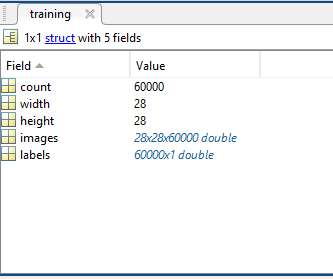 training
1x1 struct with 5 fields
Field Value
count 60000
width 28
height 28
images 28x28x60000 double
labels 60000x1 double